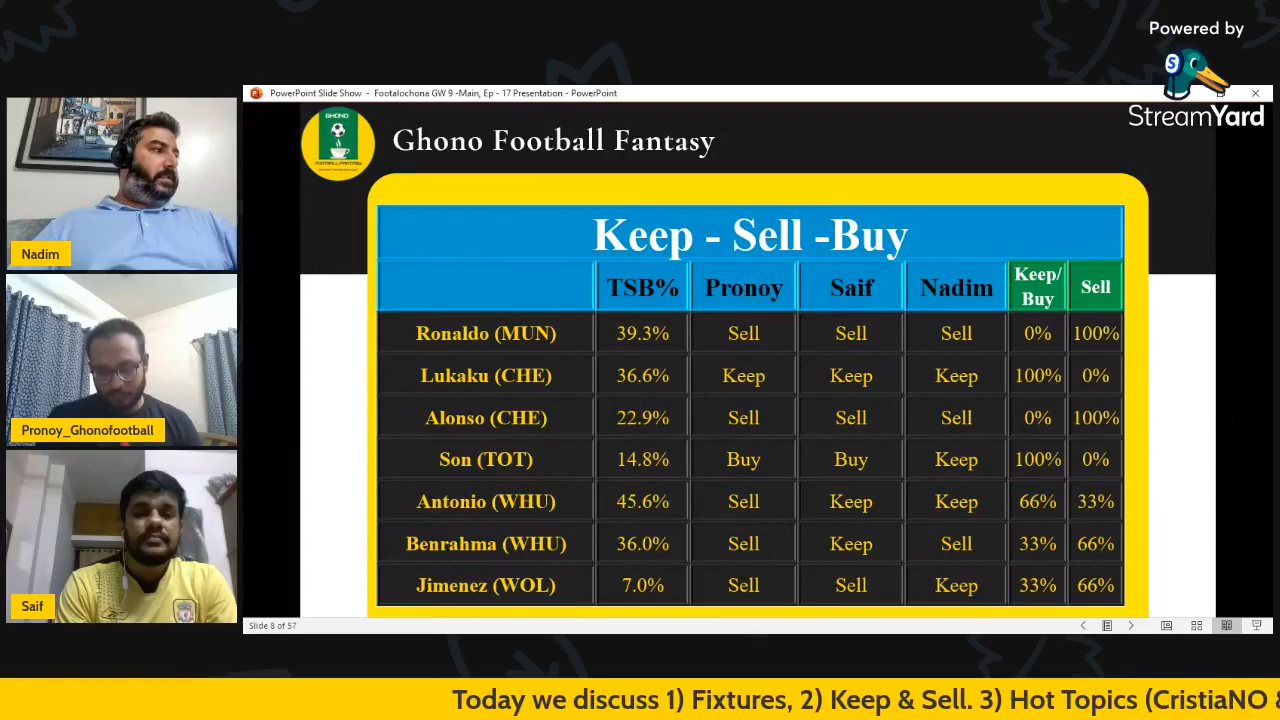 Powered by
StreamYard
PowerPoint Slide Show - Footalochona GW 9 -Main, Ep - 17 Presentation - PowerPoint
GHONO
FOOTBALL FANTASY
Ghono Football Fantasy
Keep - Sell -Buy
TSB% Pronoy Saif Nadim Keep/ Buy Sell
Ronaldo (MUN) 39.3% Sell Sell Sell 0% 100%
Lukaku (CHE) 36.6% Keep Keep Keep 100% 0%
Alonso (CHE) 22.9% Sell Sell Sell 0% 100%
Son (TOT) 14.8% Buy Buy Keep 100% 0%
Antonio (WHU) 45.6% Sell Keep Keep 66% 33%
Benrahma (WHU) 36.0% Sell Keep Sell 33% 66%
Jimenez (WOL) 7.0% Sell Sell Keep 33% 66%
Slide 8 of 57
Nadim
Pronoy_Ghonofootball
Saif
Today we discuss 1) Fixtures, 2) Keep & Sell. 3) Hot Topics (CristiaNO &